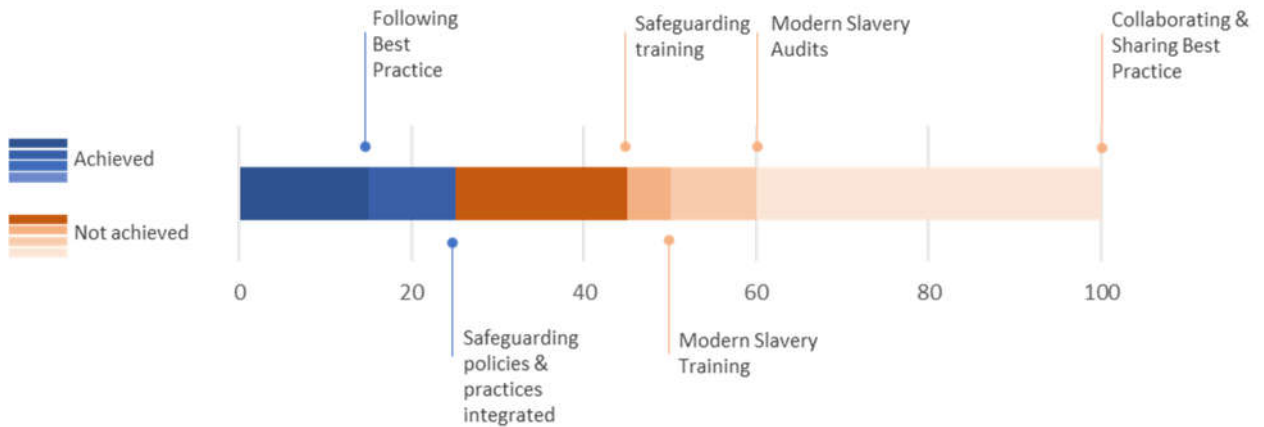 Following
Best
Practice
Safeguarding
training
Modern Slavery
Audits
Collaborating &
Sharing Best
Practice
Achieved
Not achieved
0
20
40
60
80
100
Safeguarding
policies &
practices
integrated
Modern Slavery
Training